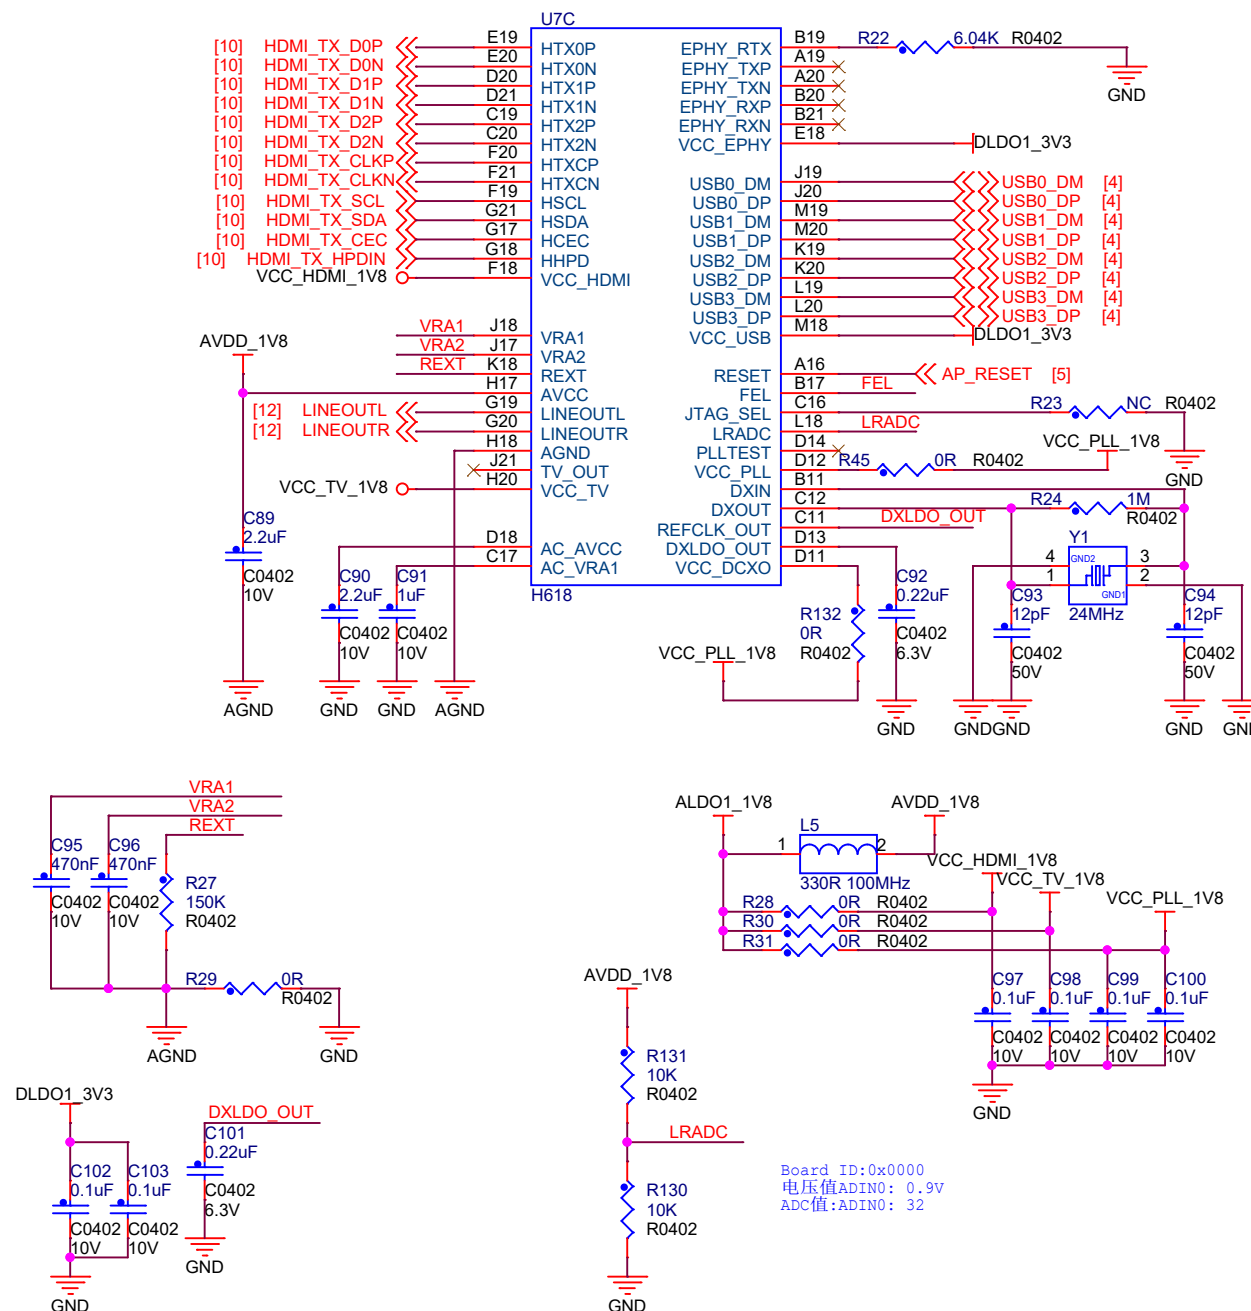 U7C
[10] HDMI_TX_D0P E19 HTX0P EPHY_RTX B19 R22 6.04K R0402 GND
[10] HDMI_TX_D0N E20 HTX0N EPHY_TXP A19
[10] HDMI_TX_D1P D20 HTX1P EPHY_TXN A20
[10] HDMI_TX_D1N D21 HTX1N EPHY_RXP B20
[10] HDMI_TX_D2P C19 HTX2P EPHY_RXN B21
[10] HDMI_TX_D2N C20 HTX2N VCC_EPHY E18 DLDO1_3V3
[10] HDMI_TX_CLKP F20 HTXCP
[10] HDMI_TX_CLKN F21 HTXCN USB0_DM J19 USB0_DM [4]
[10] HDMI_TX_SCL F19 HSCL USB0_DP J20 USB0_DP [4]
[10] HDMI_TX_SDA G21 HSDA USB1_DM M19 USB1_DM [4]
[10] HDMI_TX_CEC G17 HCEC USB1_DP M20 USB1_DP [4]
[10] HDMI_TX_HPDIN G18 HHPD USB2_DM K19 USB2_DM [4]
VCC_HDMI_1V8 F18 VCC_HDMI USB2_DP K20 USB2_DP [4]
USB3_DM L19 USB3_DM [4]
USB3_DP L20 USB3_DP [4]
VRA1 J18 VRA1 VCC_USB M18 DLDO1_3V3
VRA2 J17 VRA2
REXT K18 REXT RESET A16 AP_RESET [5]
AVDD_1V8 H17 AVCC FEL B17 FEL
[12] LINEOUTL G19 LINEOUTL JTAG_SEL C16 R23 NC R0402 GND
[12] LINEOUTR G20 LINEOUTR LRADC L18 LRADC
H18 AGND PLLTEST D14
J21 TV_OUT VCC_PLL D12 R45 0R R0402 VCC_PLL_1V8
VCC_TV_1V8 H20 VCC_TV DXIN B11
DXOUT C12 R24 1M R0402
REFCLK_OUT C11 DXLDO_OUT
D18 AC_AVCC DXLDO_OUT D13
C17 AC_VRA1 VCC_DCXO D11
H618
C89
2.2uF
C0402
10V
AGND
C90
2.2uF
C0402
10V
GND
C91
1uF
C0402
10V
GND
AGND
VCC_PLL_1V8
R132
0R
R0402
C92
0.22uF
C0402
6.3V
GND
Y1
4 GND2 3
1 GND1 2
24MHz
C93
12pF
C0402
50V
GND
GND
C94
12pF
C0402
50V
GND
GND
VRA1
VRA2
REXT
C95
470nF
C0402
10V
C96
470nF
C0402
10V
R27
150K
R0402
R29 0R
R0402
AGND
GND
ALDO1_1V8 AVDD_1V8
L5
1 2
330R 100MHz
VCC_HDMI_1V8
VCC_TV_1V8
VCC_PLL_1V8
R28 0R R0402
R30 0R R0402
R31 0R R0402
C97
0.1uF
C0402
10V
C98
0.1uF
C0402
10V
C99
0.1uF
C0402
10V
C100
0.1uF
C0402
10V
GND
AVDD_1V8
R131
10K
R0402
LRADC
R130
10K
R0402
GND
DLDO1_3V3
C102
0.1uF
C0402
10V
C103
0.1uF
C0402
10V
GND
DXLDO_OUT
C101
0.22uF
C0402
6.3V
GND
Board ID:0x0000
电压值ADIN0: 0.9V
ADC值:ADIN0: 32